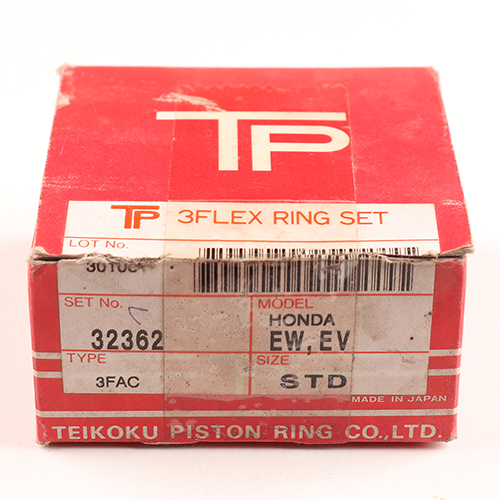 TP
TP 3FLEX RING SET
LOT No.
SET No. MODEL
32362 HONDA
EW, EV
TYPE SIZE
3FAC STD
MADE IN JAPAN
TEIKOKU PISTON RING CO., LTD.